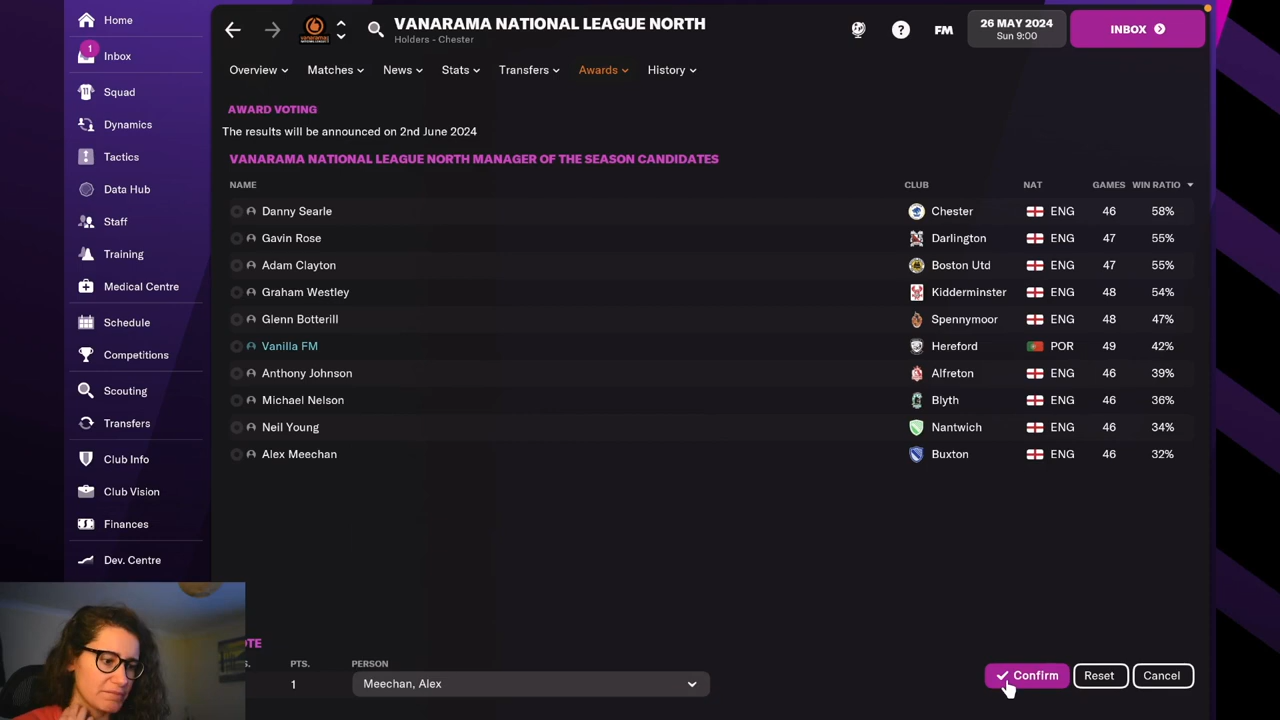 Home
1
Inbox
Squad
Dynamics
Tactics
Data Hub
Staff
Training
Medical Centre
Schedule
Competitions
Scouting
Transfers
Club Info
Club Vision
Finances
Dev. Centre
VANARAMA NATIONAL LEAGUE NORTH
Holders - Chester
FM
26 MAY 2024
Sun 9:00
INBOX
Overview Matches News Stats Transfers Awards History
AWARD VOTING
The results will be announced on 2nd June 2024
VANARAMA NATIONAL LEAGUE NORTH MANAGER OF THE SEASON CANDIDATES
NAME CLUB NAT GAMES WIN RATIO
Danny Searle Chester ENG 46 58%
Gavin Rose Darlington ENG 47 55%
Adam Clayton Boston Utd ENG 47 55%
Graham Westley Kidderminster ENG 48 54%
Glenn Botterill Spennymoor ENG 48 47%
Vanilla FM Hereford POR 49 42%
Anthony Johnson Alfreton ENG 46 39%
Michael Nelson Blyth ENG 46 36%
Neil Young Nantwich ENG 46 34%
Alex Meechan Buxton ENG 46 32%
PTS. PERSON
1 Meechan, Alex
Confirm Reset Cancel